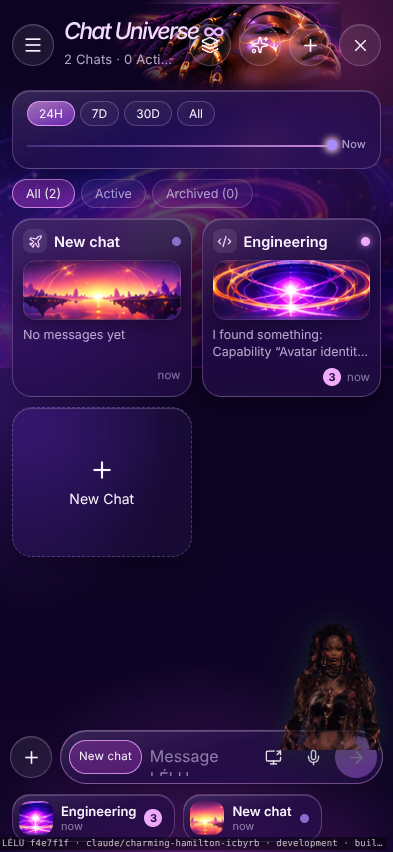 Chat Universe ∞
2 Chats · 0 Acti...
24H
7D
30D
All
Now
All (2)
Active
Archived (0)
New chat
No messages yet
now
Engineering
I found something:
Capability "Avatar identit...
3 now
New Chat
New chat
Message
Engineering
now
3
New chat
now
LÉLU f4e7f1f · claude/charming-hamilton-icbyrb · development · buil…